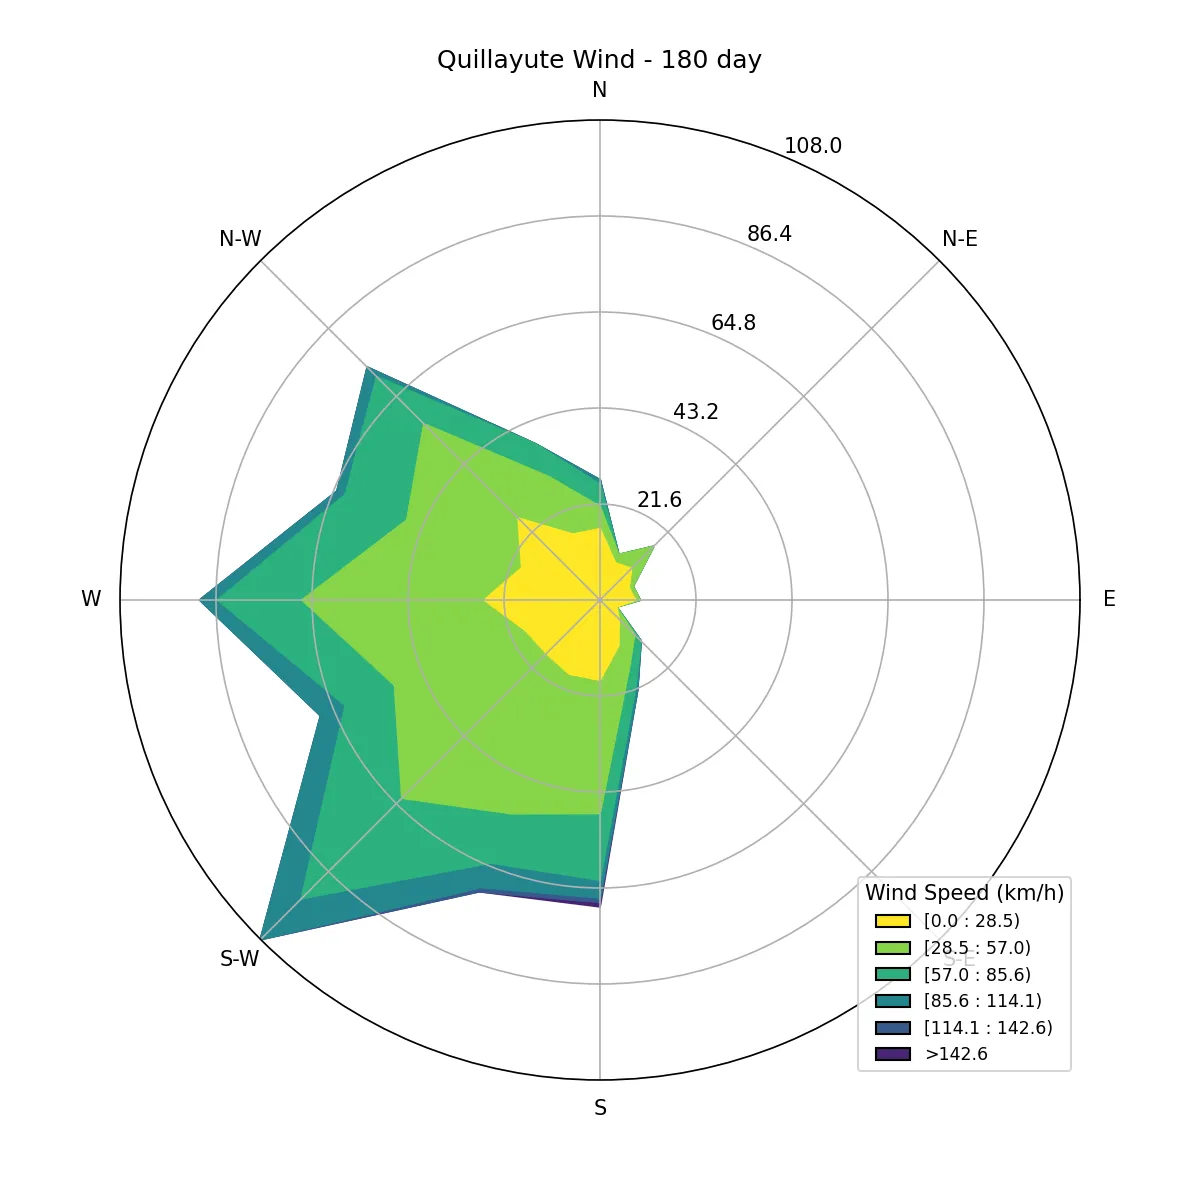 Quillayute Wind - 180 day
N
108.0
N-W
86.4
N-E
64.8
43.2
21.6
W
E
S-W
S-E
S
Wind Speed (km/h)
[0.0 : 28.5)
[28.5 : 57.0)
[57.0 : 85.6)
[85.6 : 114.1)
[114.1 : 142.6)
>142.6